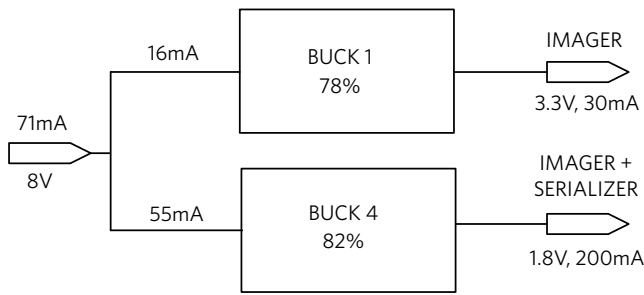 71mA
8V
16mA
BUCK 1
78%
IMAGER
3.3V, 30mA
55mA
BUCK 4
82%
IMAGER +
SERIALIZER
1.8V, 200mA